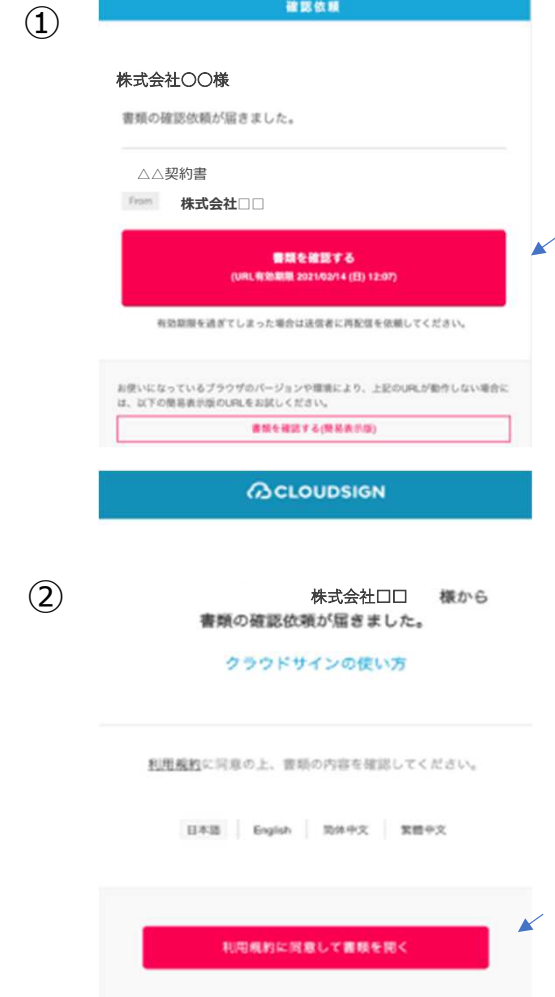 ①
確認依頼
株式会社〇〇様
書類の確認依頼が届きました。
△△契約書
From 株式会社□□
書類を確認する
(URL有効期限 2021/02/14 (日) 12:07)
有効期限を過ぎてしまった場合は送信者に再配信を依頼してください。
お使いになっているブラウザのバージョンや環境により、上記のURLが動作しない場合に
は、以下の簡易表示版のURLをお試しください。
書類を確認する(簡易表示版)
CLOUDSIGN
②
株式会社□□ 様から
書類の確認依頼が届きました。
クラウドサインの使い方
利用規約に同意の上、書類の内容を確認してください。
日本語 English 简体中文 繁體中文
利用規約に同意して書類を開く